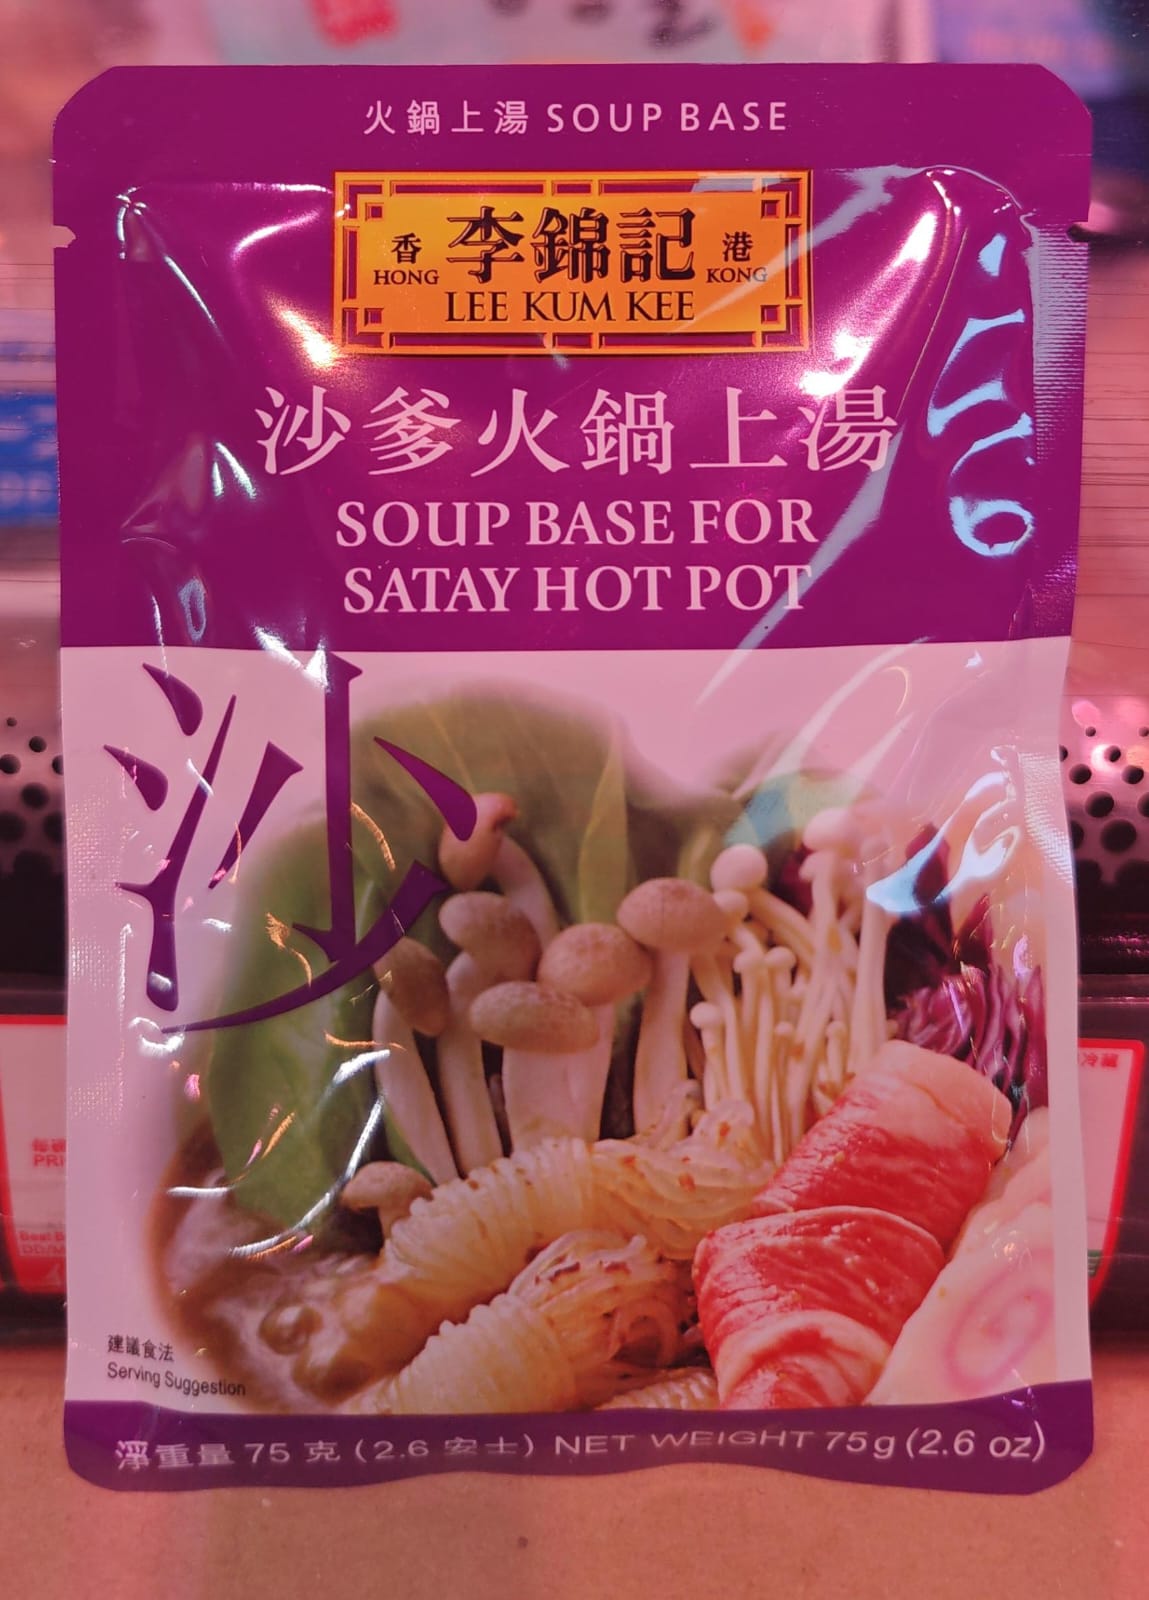 火鍋上湯 SOUP BASE
香 李錦記 港
HONG KONG
LEE KUM KEE
沙爹火鍋上湯
SOUP BASE FOR
SATAY HOT POT
沙
建議食法
Serving Suggestion
淨重量 75 克 (2.6 安士) NET WEIGHT 75g (2.6 oz)